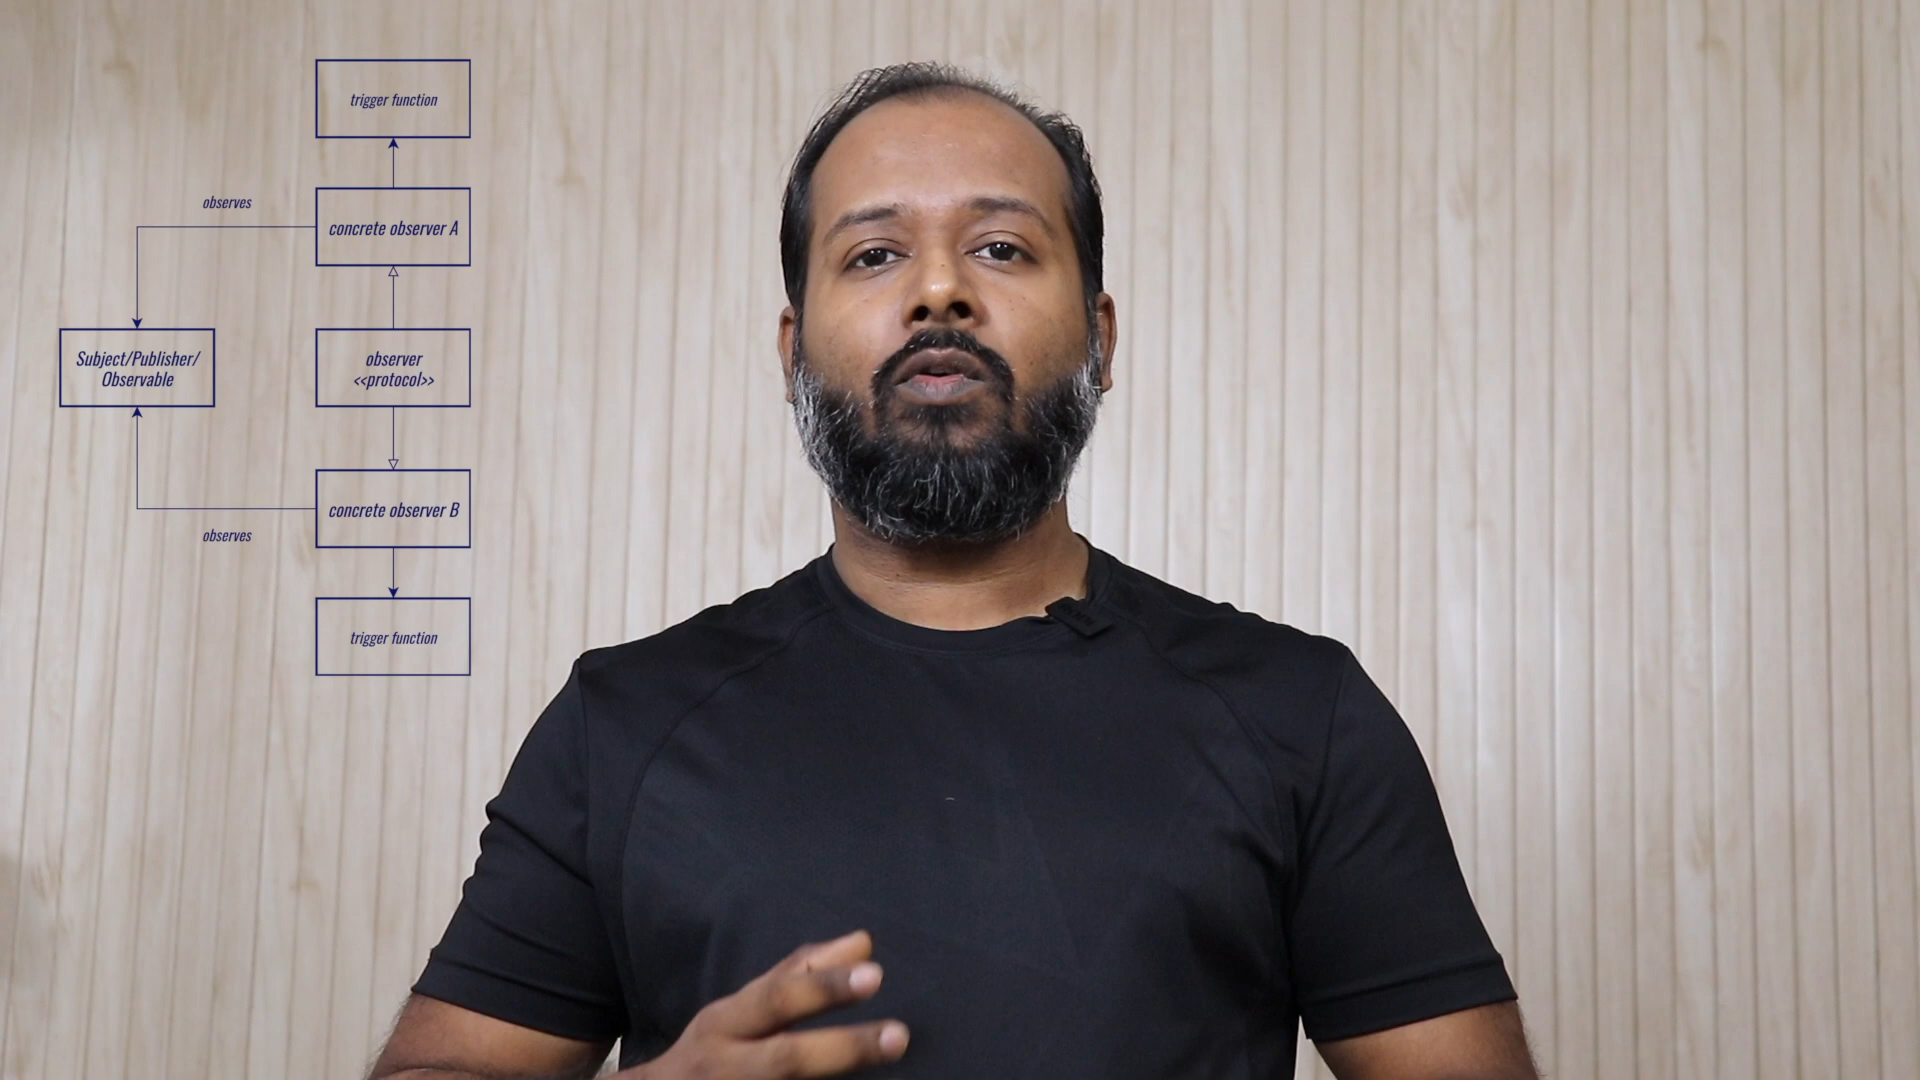 trigger function
observes
concrete observer A
Subject/Publisher/
Observable
observer
<<protocol>>
concrete observer B
observes
trigger function